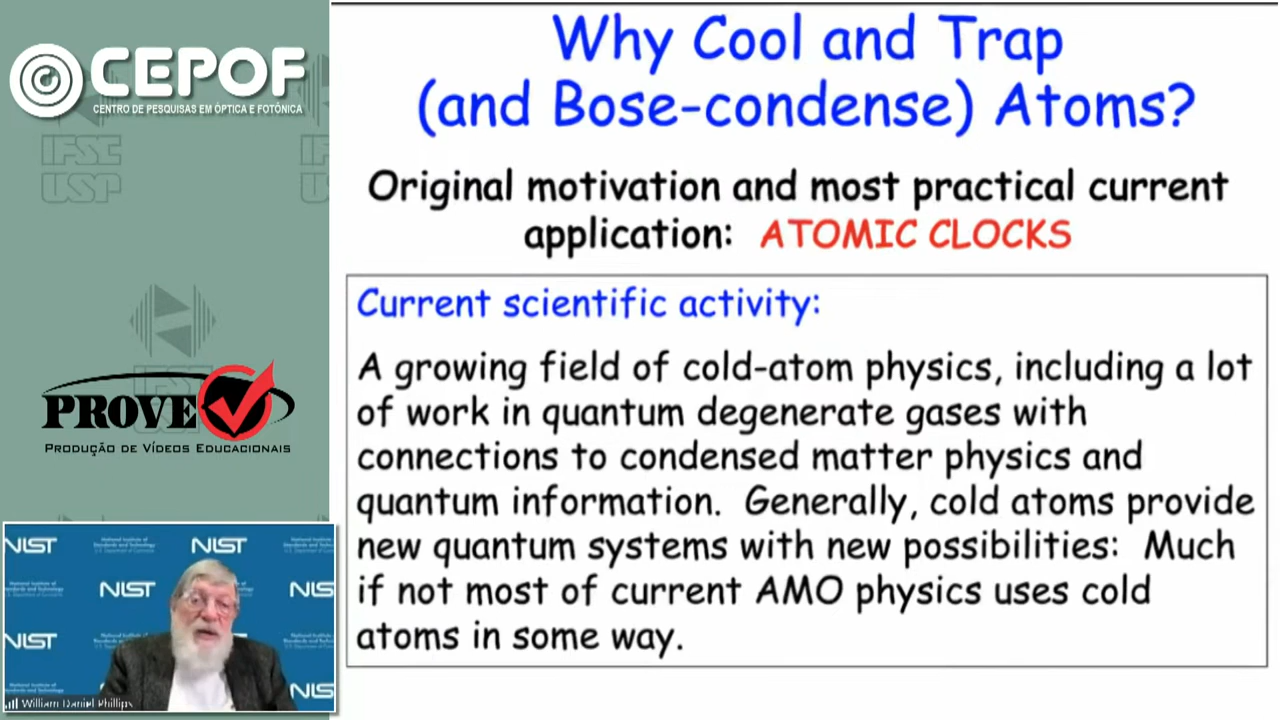 CEPOF
CENTRO DE PESQUISAS EM ÓPTICA E FOTÔNICA
IFSC
USP
PROVE
PRODUÇÃO DE VÍDEOS EDUCACIONAIS
Why Cool and Trap
(and Bose-condense) Atoms?
Original motivation and most practical current
application: ATOMIC CLOCKS
Current scientific activity:
A growing field of cold-atom physics, including a lot
of work in quantum degenerate gases with
connections to condensed matter physics and
quantum information. Generally, cold atoms provide
new quantum systems with new possibilities: Much
if not most of current AMO physics uses cold
atoms in some way.
NIST
NIST
NIST
NIST
NIST
William Daniel Phillips